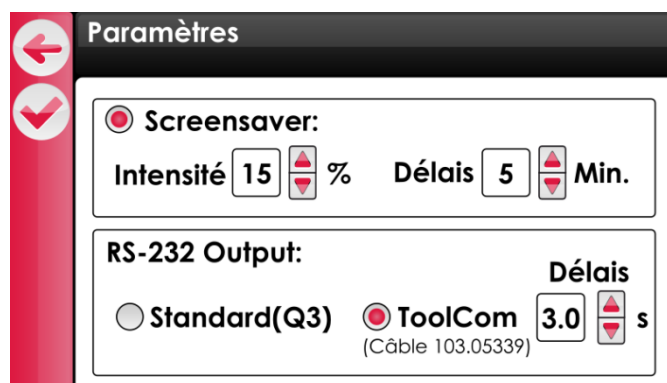 Paramètres
Screensaver:
Intensité 15 % Délais 5 Min.
RS-232 Output:
Délais
Standard(Q3) ToolCom 3.0 s
(Câble 103.05339)